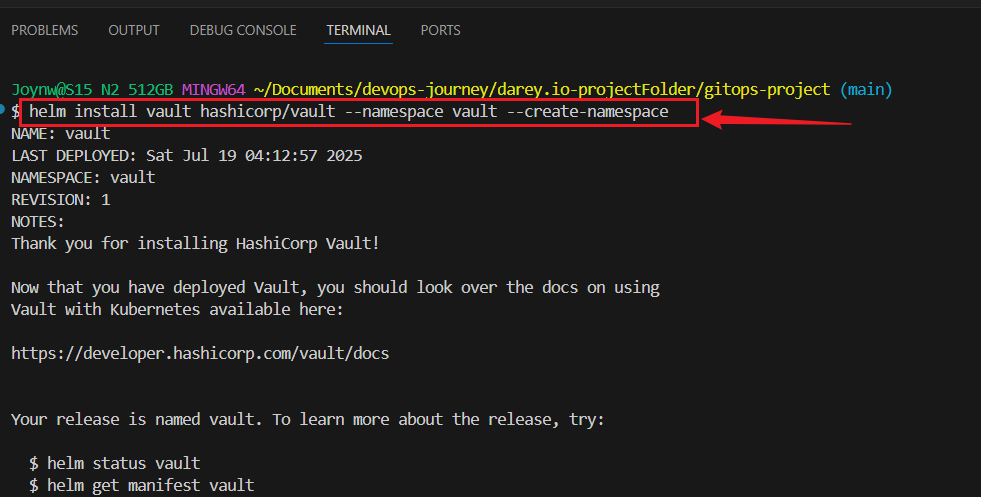 PROBLEMS OUTPUT DEBUG CONSOLE TERMINAL PORTS
Joynw@S15 N2 512GB MINGW64 ~/Documents/devops-journey/darey.io-projectFolder/gitops-project (main)
$ helm install vault hashicorp/vault --namespace vault --create-namespace
NAME: vault
LAST DEPLOYED: Sat Jul 19 04:12:57 2025
NAMESPACE: vault
REVISION: 1
NOTES:
Thank you for installing HashiCorp Vault!
Now that you have deployed Vault, you should look over the docs on using
Vault with Kubernetes available here:
https://developer.hashicorp.com/vault/docs
Your release is named vault. To learn more about the release, try:
$ helm status vault
$ helm get manifest vault